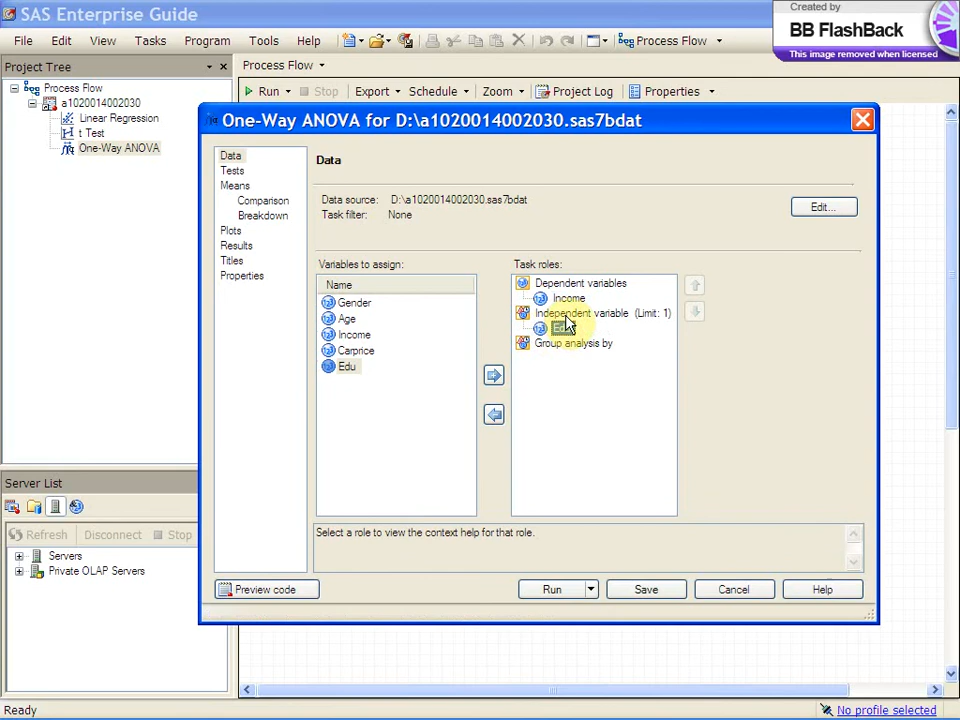 SAS Enterprise Guide
Created by
BB FlashBack
This image removed when licensed
File Edit View Tasks Program Tools Help Process Flow
Project Tree
Process Flow
Run Stop Export Schedule Zoom Project Log Properties
Process Flow
a1020014002030
Linear Regression
t Test
One-Way ANOVA
One-Way ANOVA for D:\a1020014002030.sas7bdat
Data
Tests
Means
Comparison
Breakdown
Plots
Results
Titles
Properties
Data
Data source: D:\a1020014002030.sas7bdat
Task filter: None
Edit...
Variables to assign:
Name
Gender
Age
Income
Carprice
Edu
Task roles:
Dependent variables
Income
Independent variable (Limit: 1)
Group analysis by
Select a role to view the context help for that role.
Preview code
Run
Save
Cancel
Help
Server List
Refresh Disconnect Stop
Servers
Private OLAP Servers
Ready
No profile selected